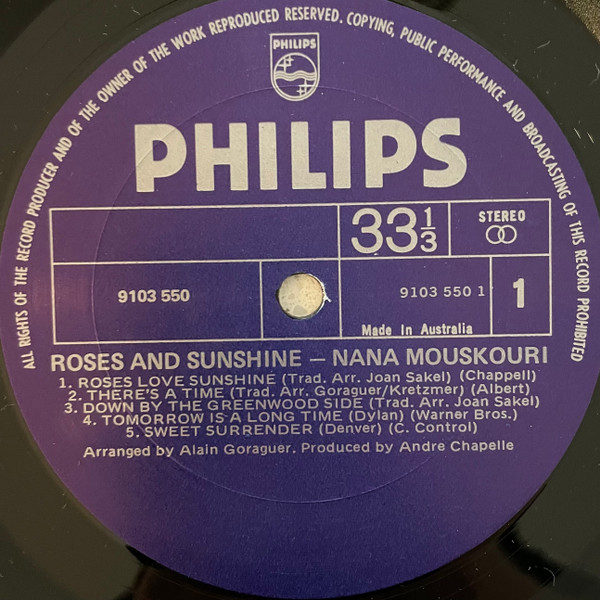 ALL RIGHTS OF THE RECORD PRODUCER AND OF THE OWNER OF THE WORK REPRODUCED RESERVED. COPYING, PUBLIC PERFORMANCE AND BROADCASTING OF THIS RECORD PROHIBITED
PHILIPS
PHILIPS
33 1/3
STEREO
9103 550
9103 550 1
1
Made In Australia
ROSES AND SUNSHINE – NANA MOUSKOURI
1. ROSES LOVE SUNSHINE (Trad. Arr. Joan Sakel) (Chappell)
2. THERE'S A TIME (Trad. Arr. Goraguer/Kretzmer) (Albert)
3. DOWN BY THE GREENWOOD SIDE (Trad. Arr. Joan Sakel)
4. TOMORROW IS A LONG TIME (Dylan) (Warner Bros.)
5. SWEET SURRENDER (Denver) (C. Control)
Arranged by Alain Goraguer. Produced by Andre Chapelle